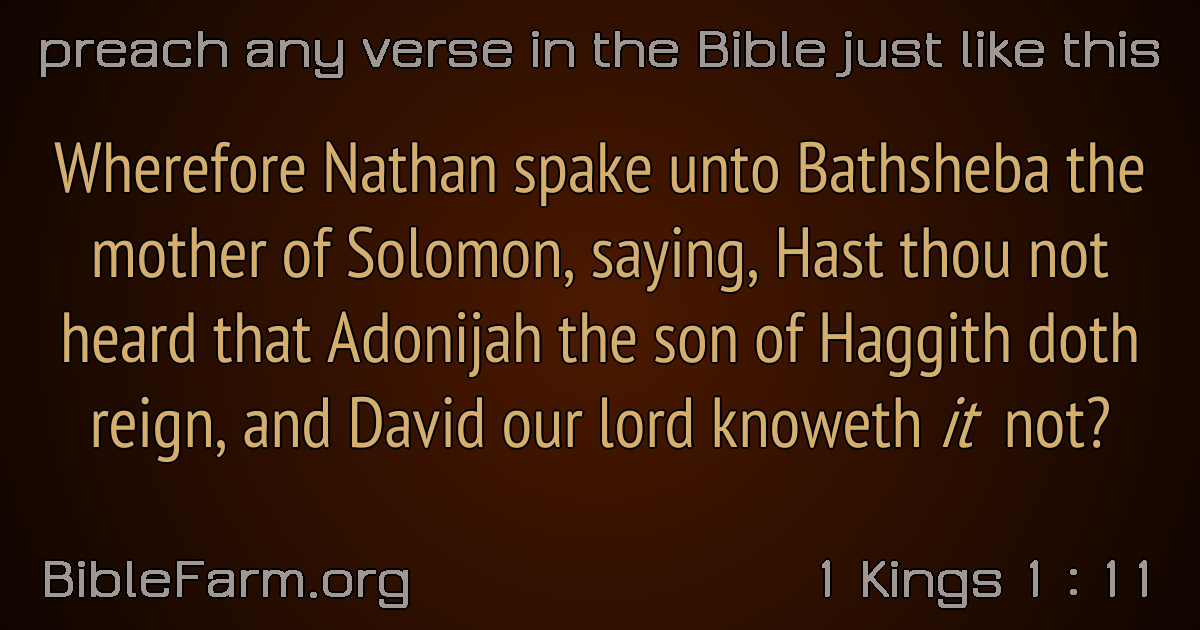 preach any verse in the Bible just like this
Wherefore Nathan spake unto Bathsheba the
mother of Solomon, saying, Hast thou not
heard that Adonijah the son of Haggith doth
reign, and David our lord knoweth it not?
BibleFarm.org
1 Kings 1 : 11